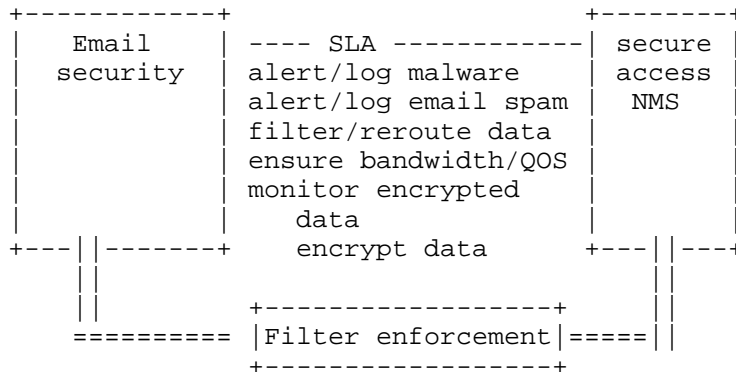 Email ---- SLA ------------ secure
security alert/log malware access
alert/log email spam NMS
filter/reroute data
ensure bandwidth/QOS
monitor encrypted
data
encrypt data
Filter enforcement